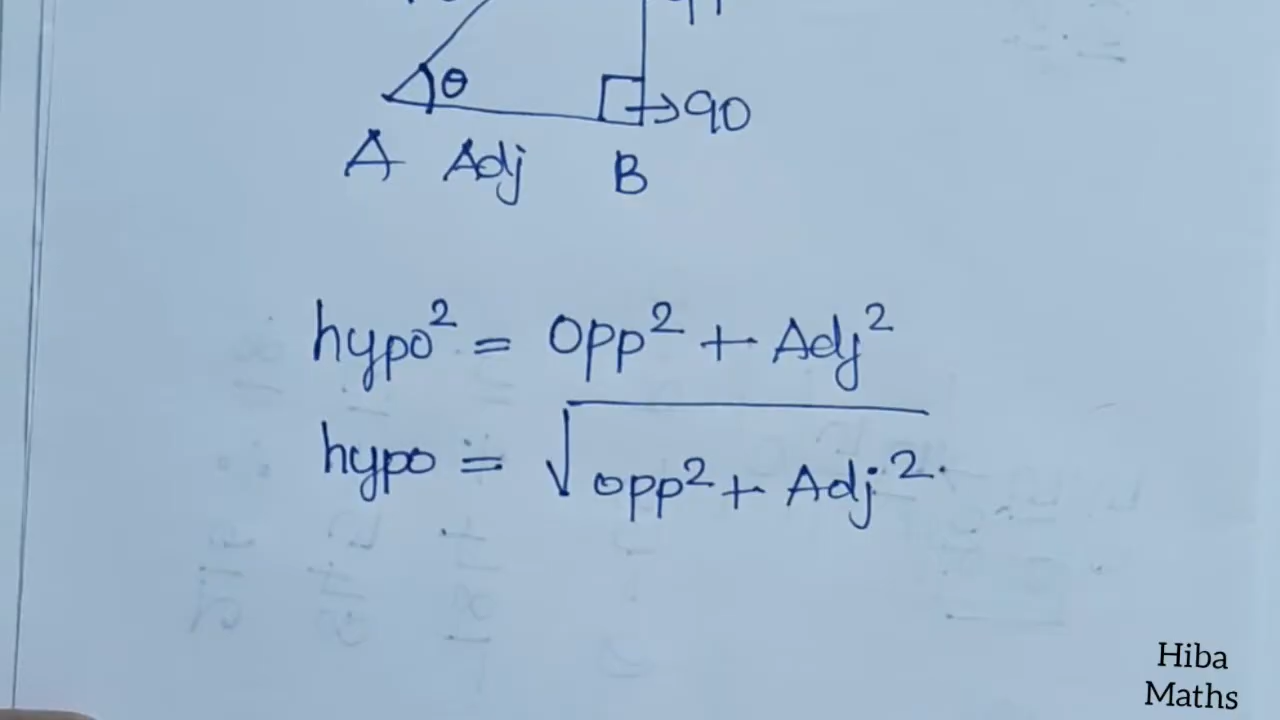 θ
→90
A Adj B
hypo² = Opp² + Adj²
hypo = √opp² + Adj².
Hiba
Maths